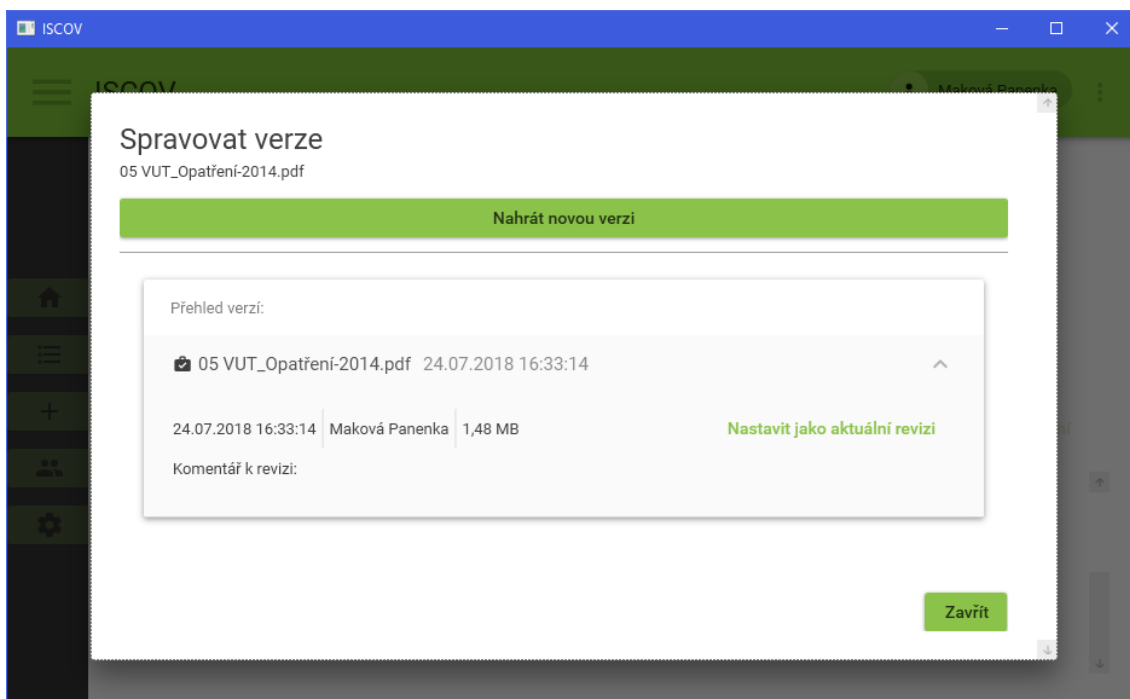 ISCOV
ISCOV
Maková Panenka
Spravovat verze
05 VUT_Opatření-2014.pdf
Nahrát novou verzi
Přehled verzí:
05 VUT_Opatření-2014.pdf 24.07.2018 16:33:14
24.07.2018 16:33:14 Maková Panenka 1,48 MB Nastavit jako aktuální revizi
Komentář k revizi:
Zavřít